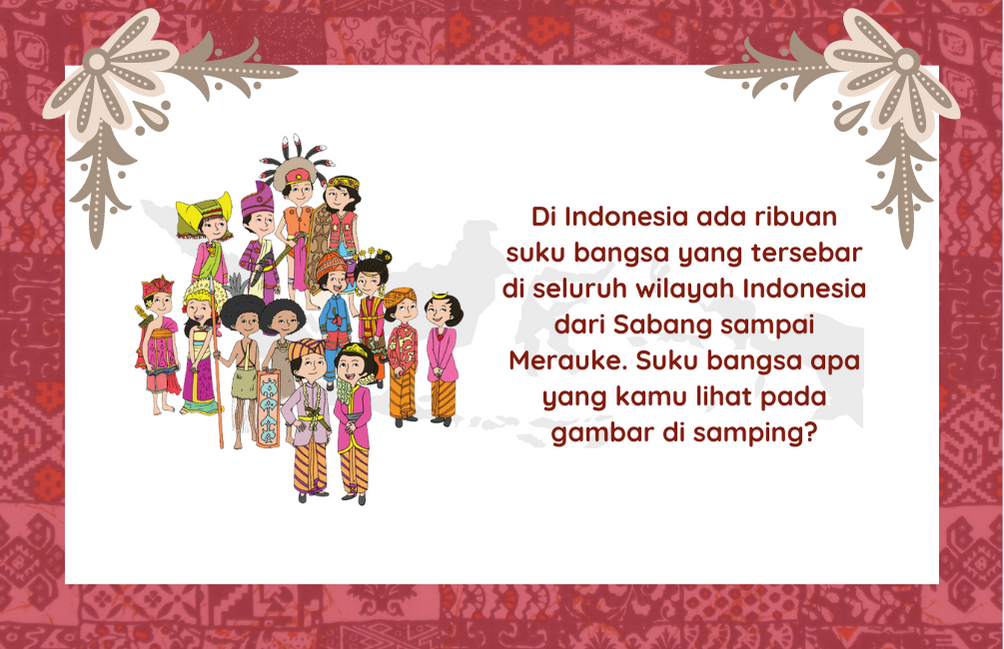 Di Indonesia ada ribuan
suku bangsa yang tersebar
di seluruh wilayah Indonesia
dari Sabang sampai
Merauke. Suku bangsa apa
yang kamu lihat pada
gambar di samping?